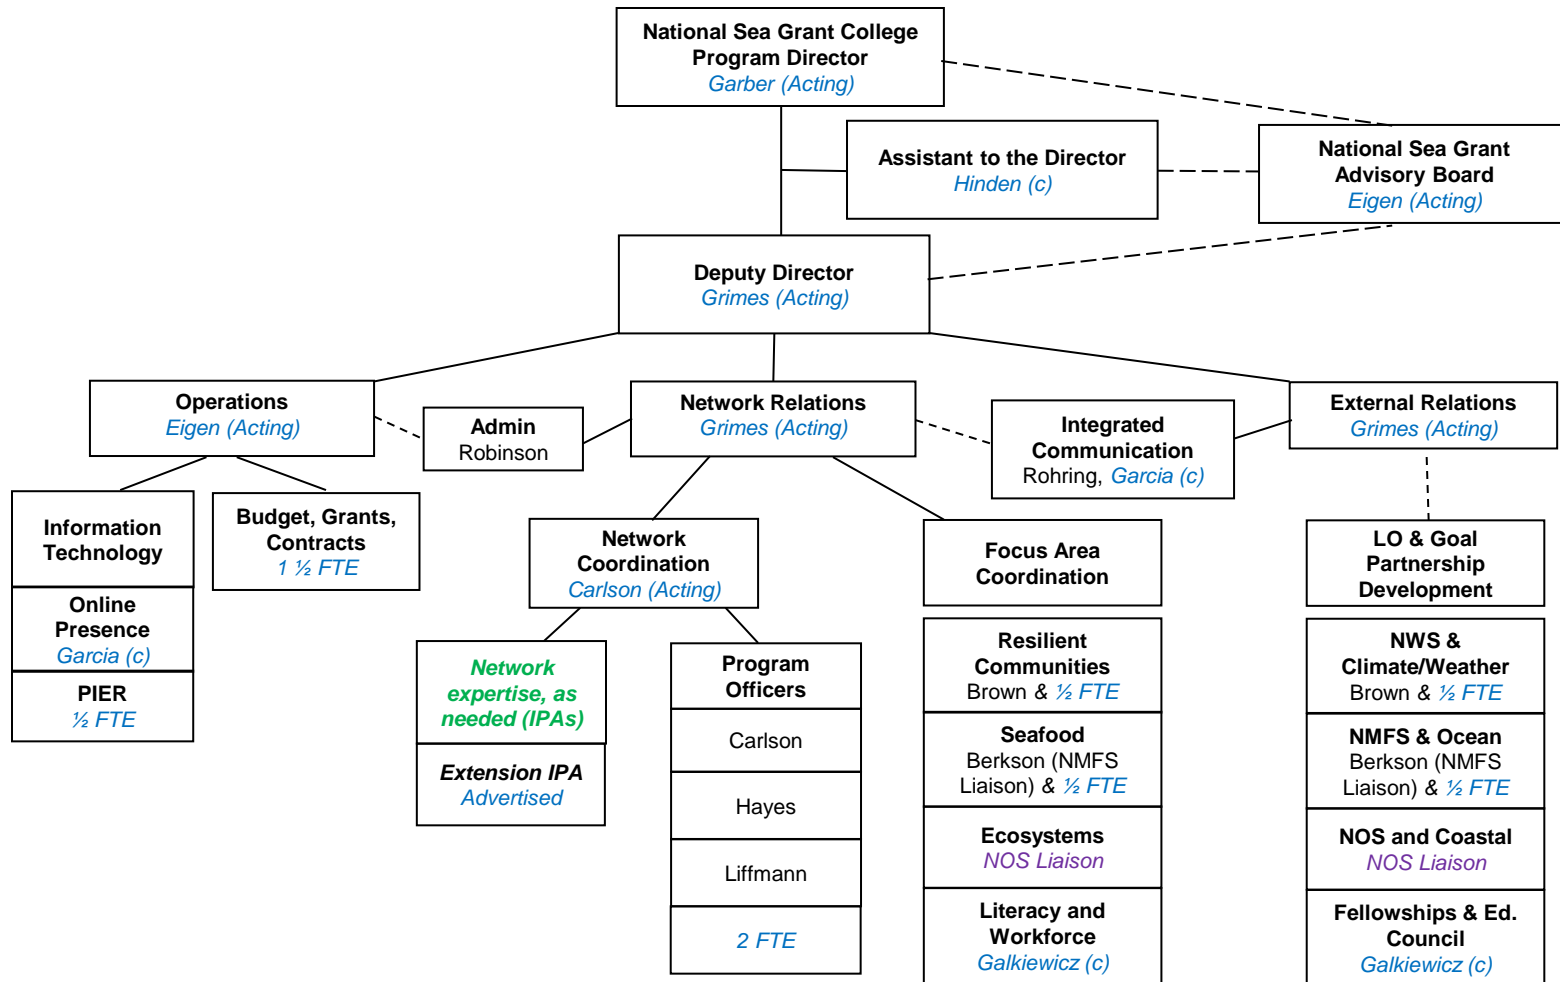 National Sea Grant College
Program Director
Garber (Acting)
Assistant to the Director
Hinden (c)
National Sea Grant
Advisory Board
Eigen (Acting)
Deputy Director
Grimes (Acting)
Operations
Eigen (Acting)
Admin
Robinson
Network Relations
Grimes (Acting)
Integrated
Communication
Rohring, Garcia (c)
External Relations
Grimes (Acting)
Information
Technology
Online
Presence
Garcia (c)
PIER
½ FTE
Budget, Grants,
Contracts
1 ½ FTE
Network
Coordination
Carlson (Acting)
Network
expertise, as
needed (IPAs)
Extension IPA
Advertised
Program
Officers
Carlson
Hayes
Liffmann
2 FTE
Focus Area
Coordination
Resilient
Communities
Brown & ½ FTE
Seafood
Berkson (NMFS
Liaison) & ½ FTE
Ecosystems
NOS Liaison
Literacy and
Workforce
Galkiewicz (c)
LO & Goal
Partnership
Development
NWS &
Climate/Weather
Brown & ½ FTE
NMFS & Ocean
Berkson (NMFS
Liaison) & ½ FTE
NOS and Coastal
NOS Liaison
Fellowships & Ed.
Council
Galkiewicz (c)